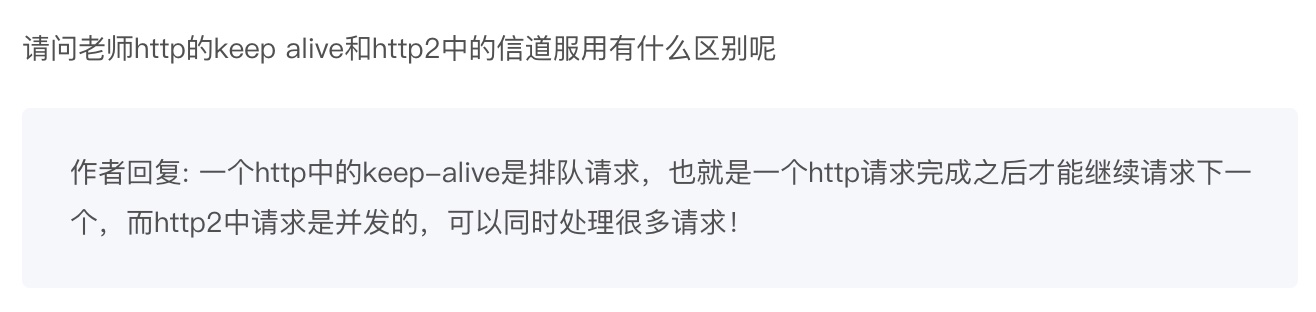 请问老师http的keep alive和http2中的信道服用有什么区别呢
作者回复: 一个http中的keep-alive是排队请求，也就是一个http请求完成之后才能继续请求下一
个，而http2中请求是并发的，可以同时处理很多请求！